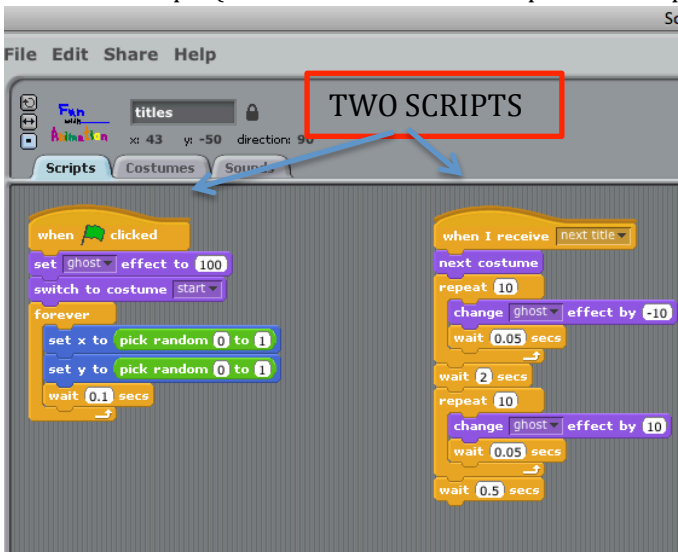 Sc
File Edit Share Help
TWO SCRIPTS
Fun with Animation
titles
x: 43 y: -50 direction: 90
Scripts Costumes Sounds
when clicked
set ghost effect to 100
switch to costume start
forever
set x to pick random 0 to 1
set y to pick random 0 to 1
wait 0.1 secs
when I receive next title
next costume
repeat 10
change ghost effect by -10
wait 0.05 secs
wait 2 secs
repeat 10
change ghost effect by 10
wait 0.05 secs
wait 0.5 secs